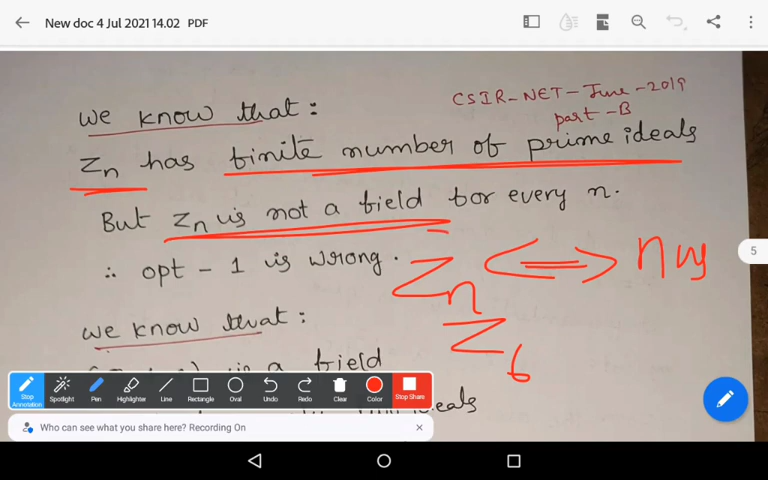 New doc 4 Jul 2021 14.02 PDF
CSIR-NET-June-2019
part-B
We know that:
Zn has finite number of prime ideals
But Zn is not a field for every n.
∴ opt-1 is wrong.
Zn <=> n is
Z6
5
We know that:
is a field
ideals
Stop Annotation
Spotlight
Pen
Highlighter
Line
Rectangle
Oval
Undo
Redo
Clear
Color
Stop Share
Who can see what you share here? Recording On